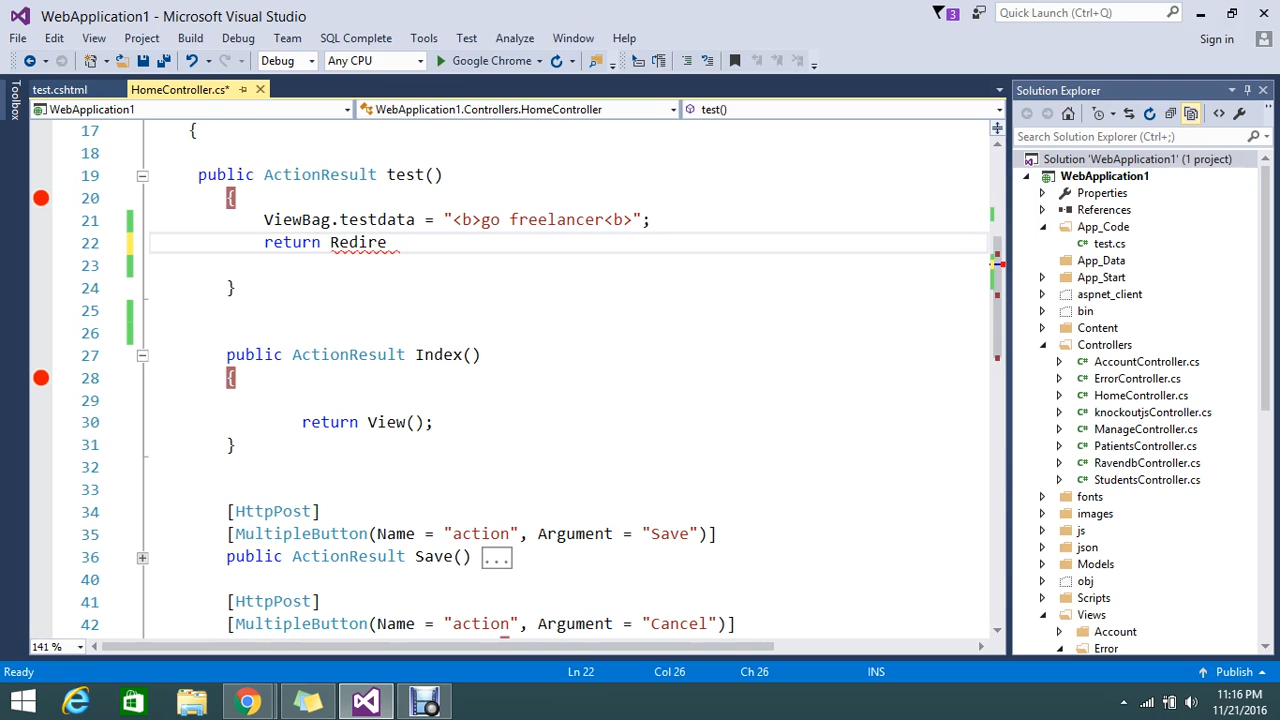 WebApplication1 - Microsoft Visual Studio
3
Quick Launch (Ctrl+Q)
File Edit View Project Build Debug Team SQL Complete Tools Test Analyze Window Help
Sign in
Debug Any CPU Google Chrome
Toolbox
test.cshtml HomeController.cs*
WebApplication1 WebApplication1.Controllers.HomeController test()
17 {
18
19 public ActionResult test()
20 {
21 ViewBag.testdata = "<b>go freelancer<b>";
22 return Redire
23
24 }
25
26
27 public ActionResult Index()
28 {
29
30 return View();
31 }
32
33
34 [HttpPost]
35 [MultipleButton(Name = "action", Argument = "Save")]
36 public ActionResult Save() ...
40
41 [HttpPost]
42 [MultipleButton(Name = "action", Argument = "Cancel")]
141 %
Solution Explorer
Search Solution Explorer (Ctrl+;)
Solution 'WebApplication1' (1 project)
WebApplication1
Properties
References
App_Code
test.cs
App_Data
App_Start
aspnet_client
bin
Content
Controllers
AccountController.cs
ErrorController.cs
HomeController.cs
knockoutjsController.cs
ManageController.cs
PatientsController.cs
RavendbController.cs
StudentsController.cs
fonts
images
js
json
Models
obj
Scripts
Views
Account
Error
Ready Ln 22 Col 26 Ch 26 INS Publish
11:16 PM
11/21/2016